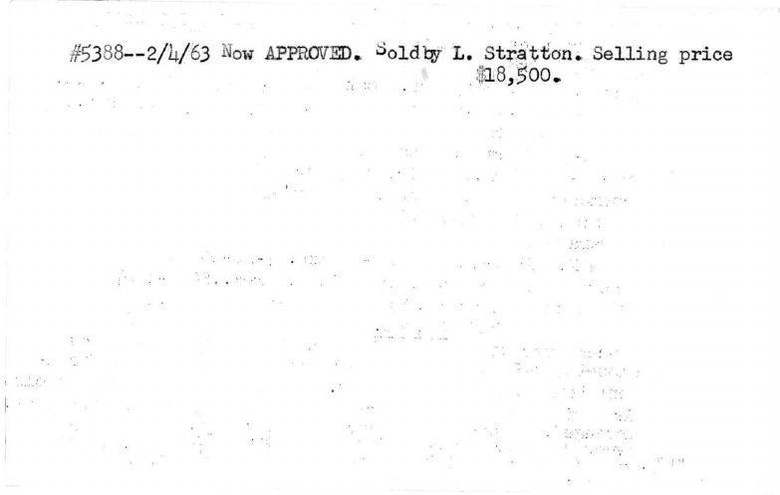 #5388--2/4/63 Now APPROVED. Soldby L. Stratton. Selling price
$18,500.